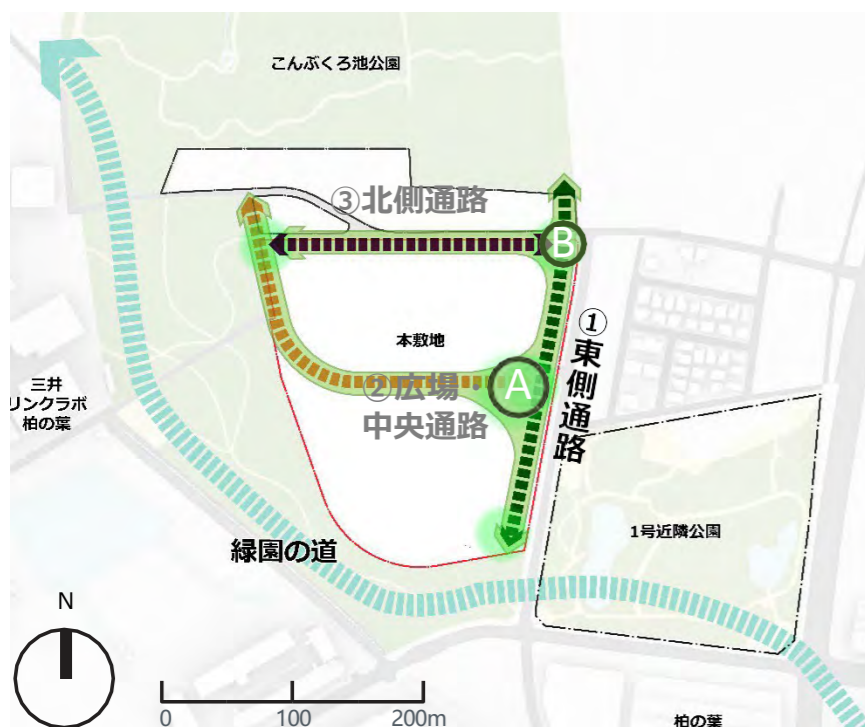 こんぶくろ池公園
③北側通路
B
①東側通路
本敷地
A
②広場・
中央通路
三井
リンクラボ
柏の葉
1号近隣公園
緑園の道
N
0 100 200m
柏の葉